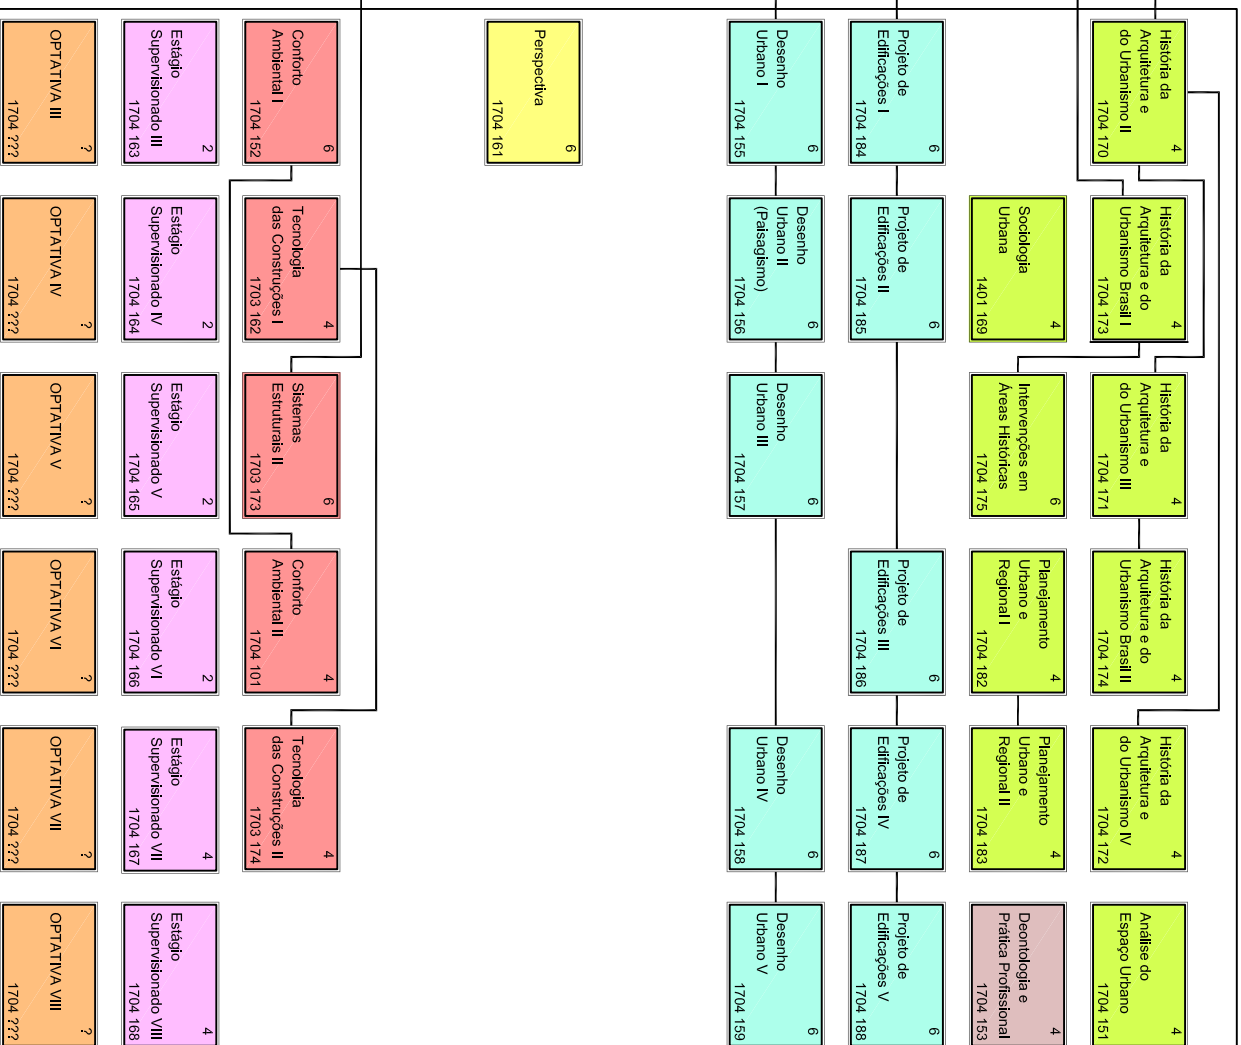 4
História da
Arquitetura e
do Urbanismo II
1704 170
4
História da
Arquitetura e do
Urbanismo Brasil I
1704 173
4
História da
Arquitetura e
do Urbanismo III
1704 171
4
História da
Arquitetura e do
Urbanismo Brasil II
1704 174
4
História da
Arquitetura e
do Urbanismo IV
1704 172
4
Análise do
Espaço Urbano
1704 151
4
Sociologia
Urbana
1401 169
6
Intervenções em
Áreas Históricas
1704 175
4
Planejamento
Urbano e
Regional I
1704 182
4
Planejamento
Urbano e
Regional II
1704 183
4
Deontologia e
Prática Profissional
1704 153
6
Projeto de
Edificações I
1704 184
6
Projeto de
Edificações II
1704 185
6
Projeto de
Edificações III
1704 186
6
Projeto de
Edificações IV
1704 187
6
Projeto de
Edificações V
1704 188
6
Desenho
Urbano I
1704 155
6
Desenho
Urbano II
(Paisagismo)
1704 156
6
Desenho
Urbano III
1704 157
6
Desenho
Urbano IV
1704 158
6
Desenho
Urbano V
1704 159
6
Perspectiva
1704 161
6
Conforto
Ambiental I
1704 152
4
Tecnologia
das Construções I
1703 162
6
Sistemas
Estruturais II
1703 173
4
Conforto
Ambiental II
1704 101
4
Tecnologia
das Construções II
1703 174
2
Estágio
Supervisionado III
1704 163
2
Estágio
Supervisionado IV
1704 164
2
Estágio
Supervisionado V
1704 165
2
Estágio
Supervisionado VI
1704 166
4
Estágio
Supervisionado VII
1704 167
4
Estágio
Supervisionado VIII
1704 168
?
OPTATIVA III
1704 ???
?
OPTATIVA IV
1704 ???
?
OPTATIVA V
1704 ???
?
OPTATIVA VI
1704 ???
?
OPTATIVA VII
1704 ???
?
OPTATIVA VIII
1704 ???